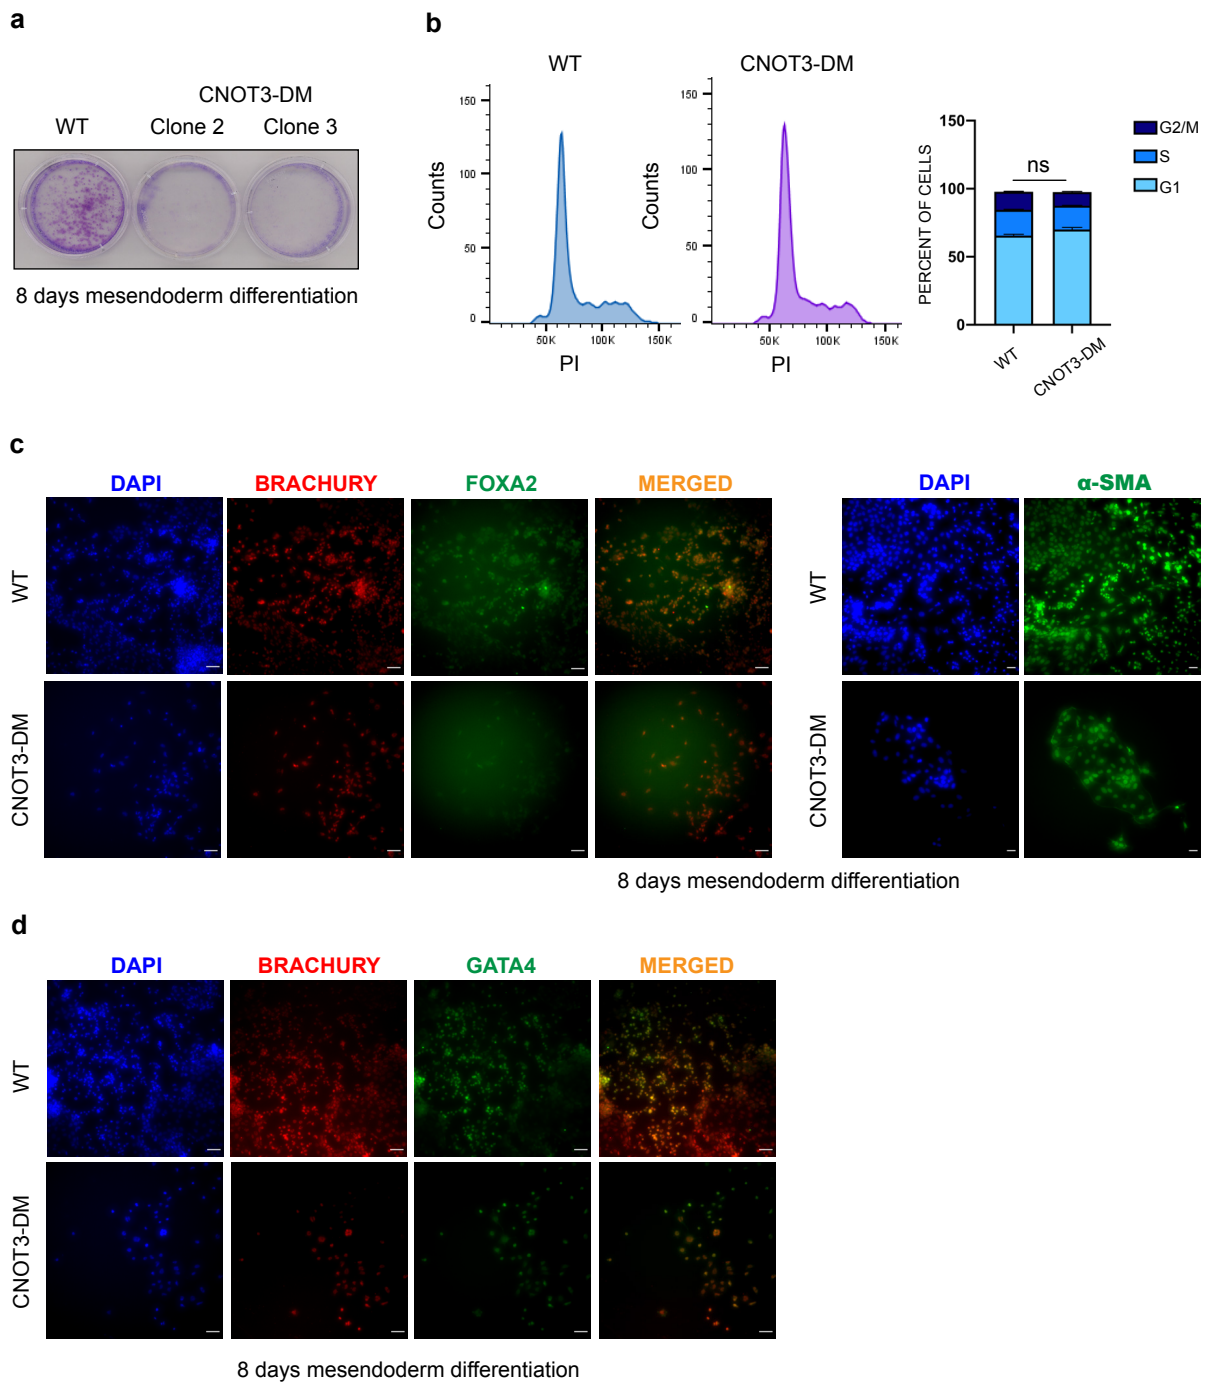 a
CNOT3-DM
WT Clone 2 Clone 3
8 days mesendoderm differentiation
b
WT CNOT3-DM
Counts
150
100
50
0
50K 100K 150K
PI
Counts
150
100
50
0
50K 100K 150K
PI
PERCENT OF CELLS
150
100
50
0
ns
WT
CNOT3-DM
G2/M
S
G1
c
DAPI BRACHURY FOXA2 MERGED DAPI α-SMA
WT WT
CNOT3-DM CNOT3-DM
8 days mesendoderm differentiation
d
DAPI BRACHURY GATA4 MERGED
WT
CNOT3-DM
8 days mesendoderm differentiation